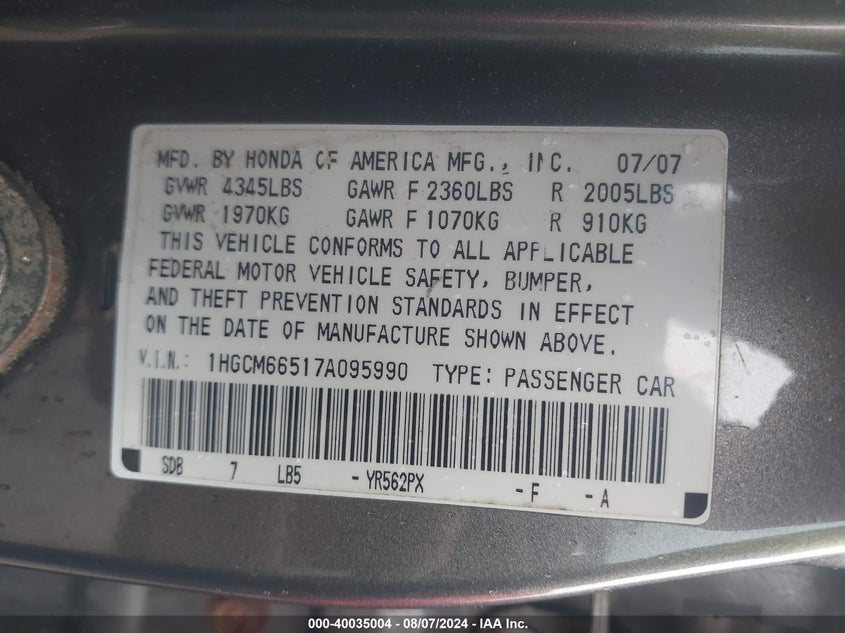 MFD. BY HONDA OF AMERICA MFG., INC. 07/07
GVWR 4345LBS GAWR F 2360LBS R 2005LBS
GVWR 1970KG GAWR F 1070KG R 910KG
THIS VEHICLE CONFORMS TO ALL APPLICABLE
FEDERAL MOTOR VEHICLE SAFETY, BUMPER,
AND THEFT PREVENTION STANDARDS IN EFFECT
ON THE DATE OF MANUFACTURE SHOWN ABOVE.
V.I.N.: 1HGCM66517A095990 TYPE: PASSENGER CAR
SDB 7 LB5 - YR562PX - F - A
000-40035004 - 08/07/2024 - IAA Inc.